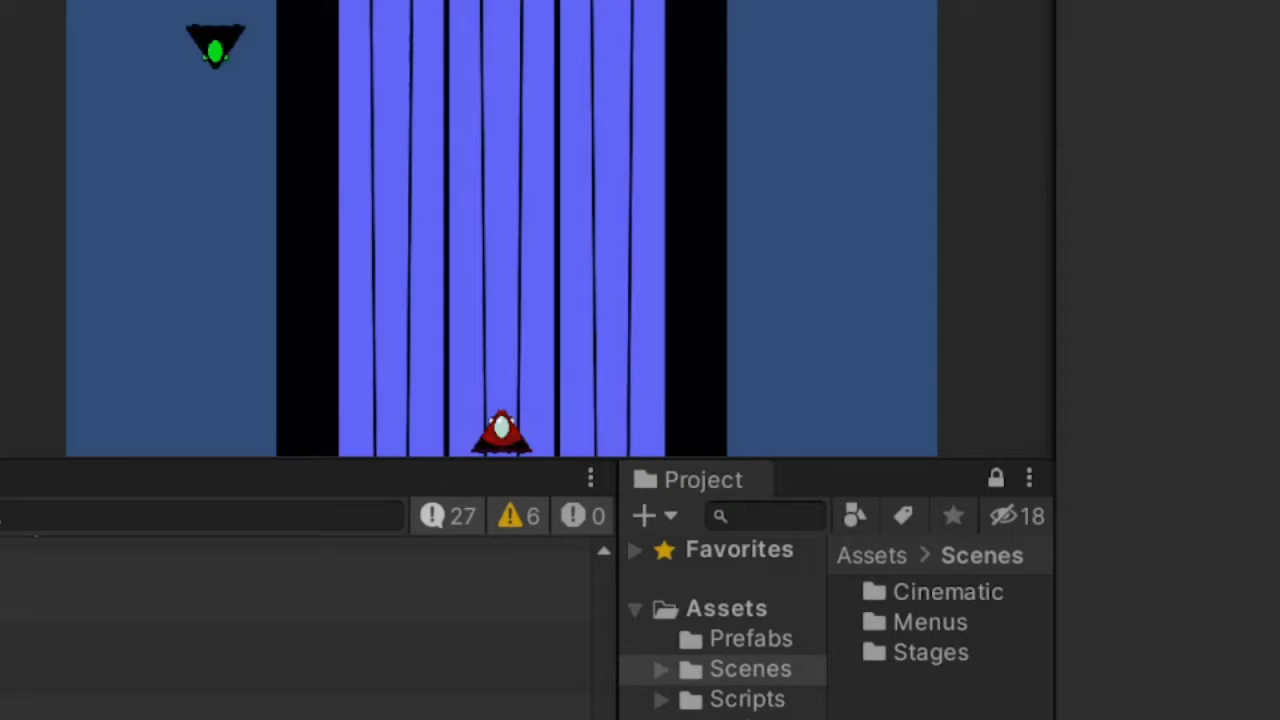 Project
27
6
0
18
Favorites
Assets > Scenes
Cinematic
Assets
Menus
Prefabs
Stages
Scenes
Scripts